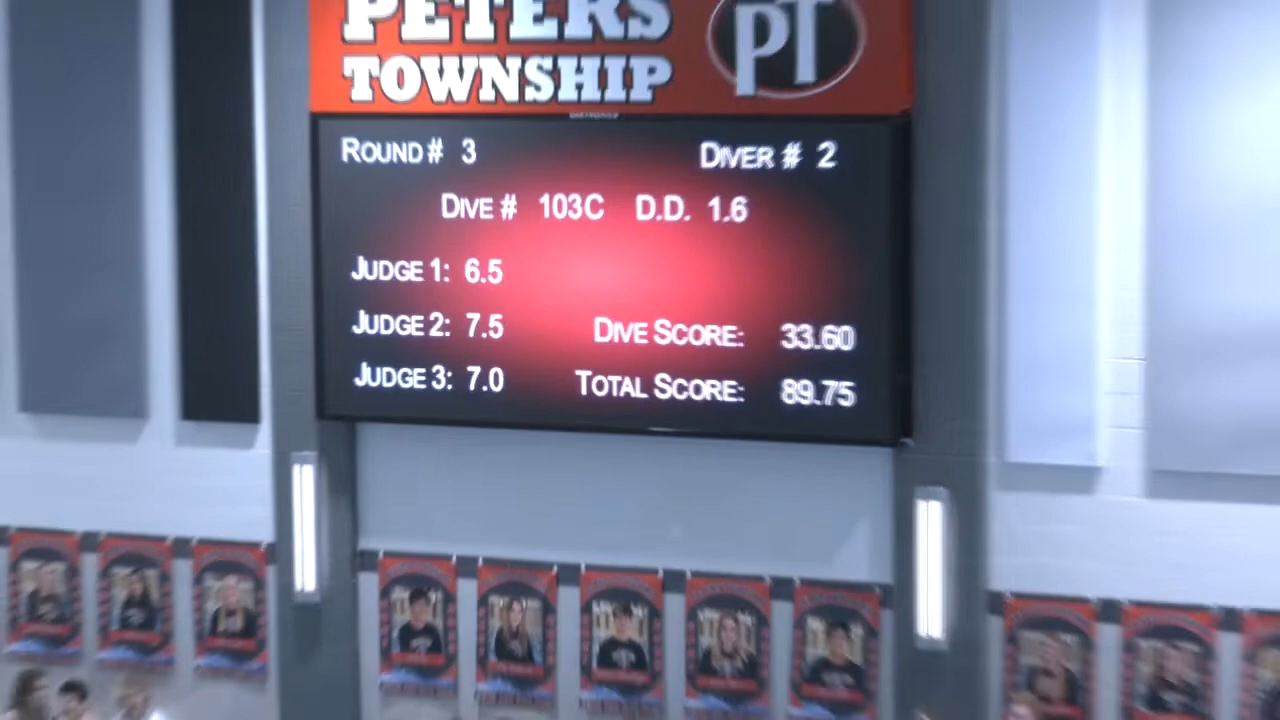 PETERS
TOWNSHIP
PT
ROUND# 3
DIVER # 2
DIVE # 103C D.D. 1.6
JUDGE 1: 6.5
JUDGE 2: 7.5
DIVE SCORE: 33.60
JUDGE 3: 7.0
TOTAL SCORE: 89.75